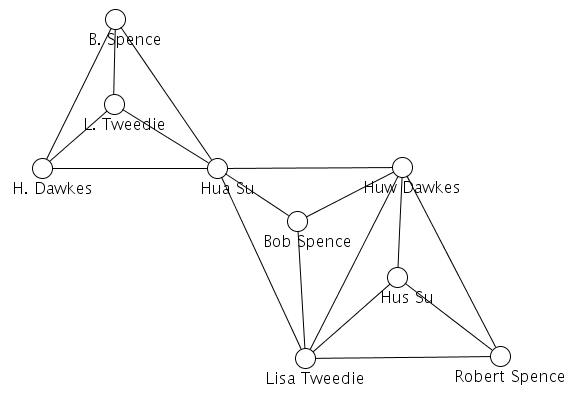 B. Spence
L. Tweedie
H. Dawkes
Hua Su
Huw Dawkes
Bob Spence
Hus Su
Lisa Tweedie
Robert Spence